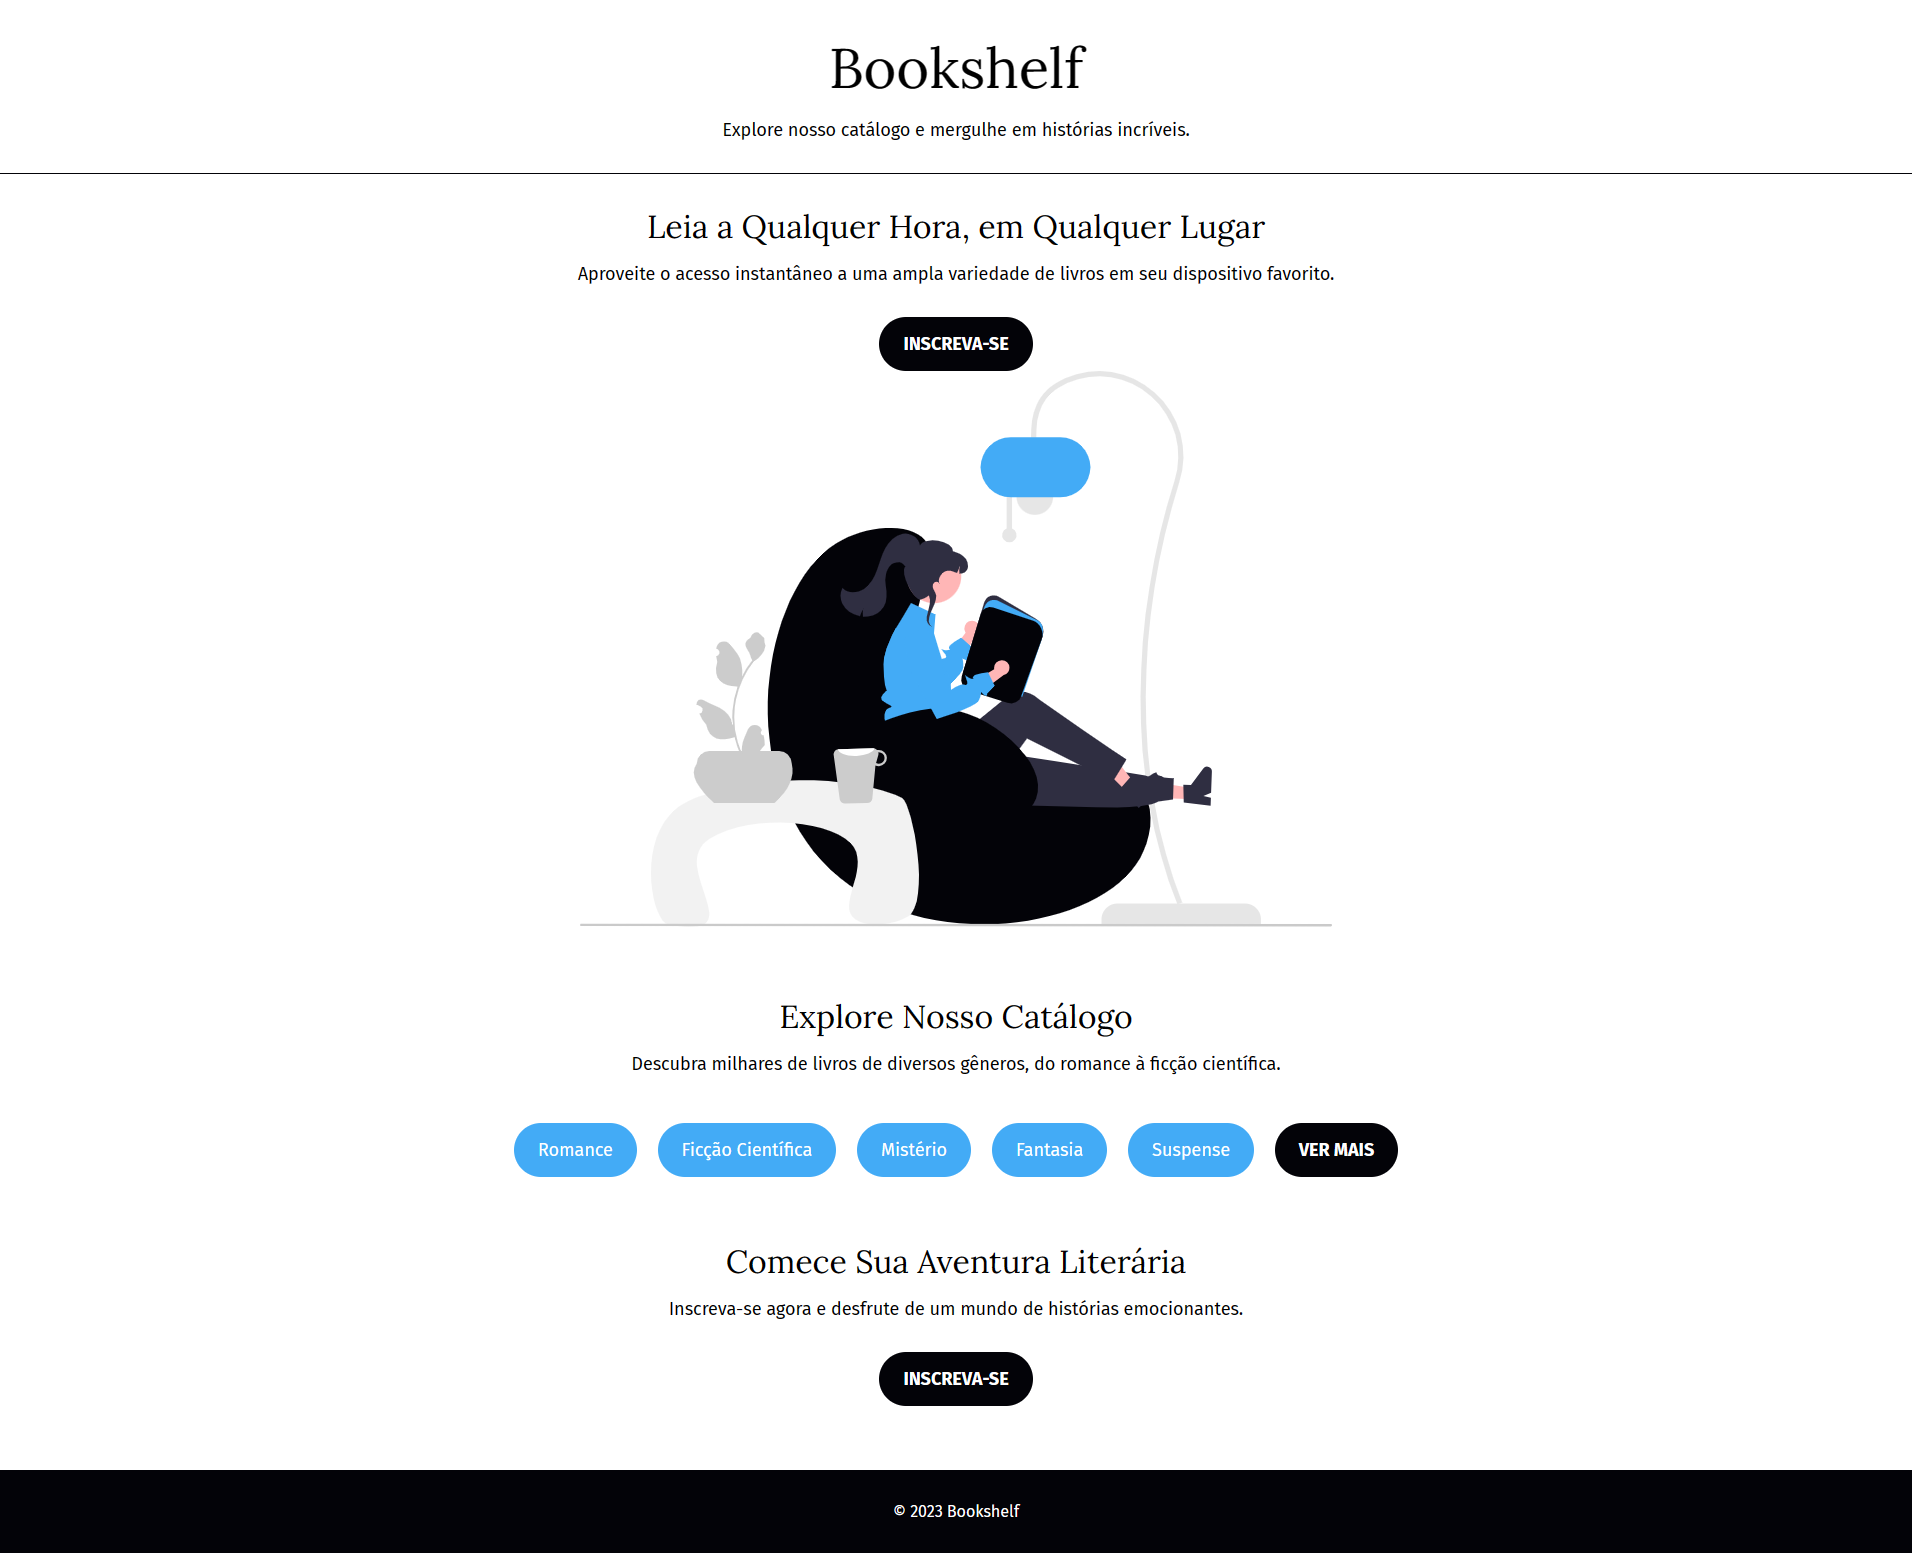 Bookshelf
Explore nosso catálogo e mergulhe em histórias incríveis.
Leia a Qualquer Hora, em Qualquer Lugar
Aproveite o acesso instantâneo a uma ampla variedade de livros em seu dispositivo favorito.
INSCREVA-SE
Explore Nosso Catálogo
Descubra milhares de livros de diversos gêneros, do romance à ficção científica.
Romance
Ficção Científica
Mistério
Fantasia
Suspense
VER MAIS
Comece Sua Aventura Literária
Inscreva-se agora e desfrute de um mundo de histórias emocionantes.
INSCREVA-SE
© 2023 Bookshelf